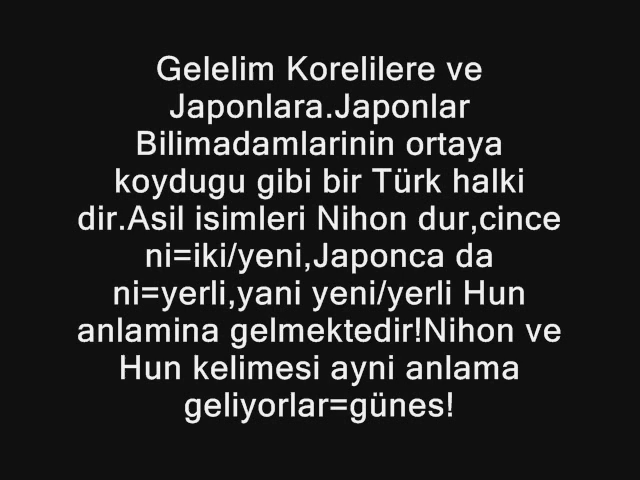 Gelelim Korelilere ve
Japonlara.Japonlar
Bilimadamlarinin ortaya
koydugu gibi bir Türk halki
dir.Asil isimleri Nihon dur,cince
ni=iki/yeni,Japonca da
ni=yerli,yani yeni/yerli Hun
anlamina gelmektedir!Nihon ve
Hun kelimesi ayni anlama
geliyorlar=günes!